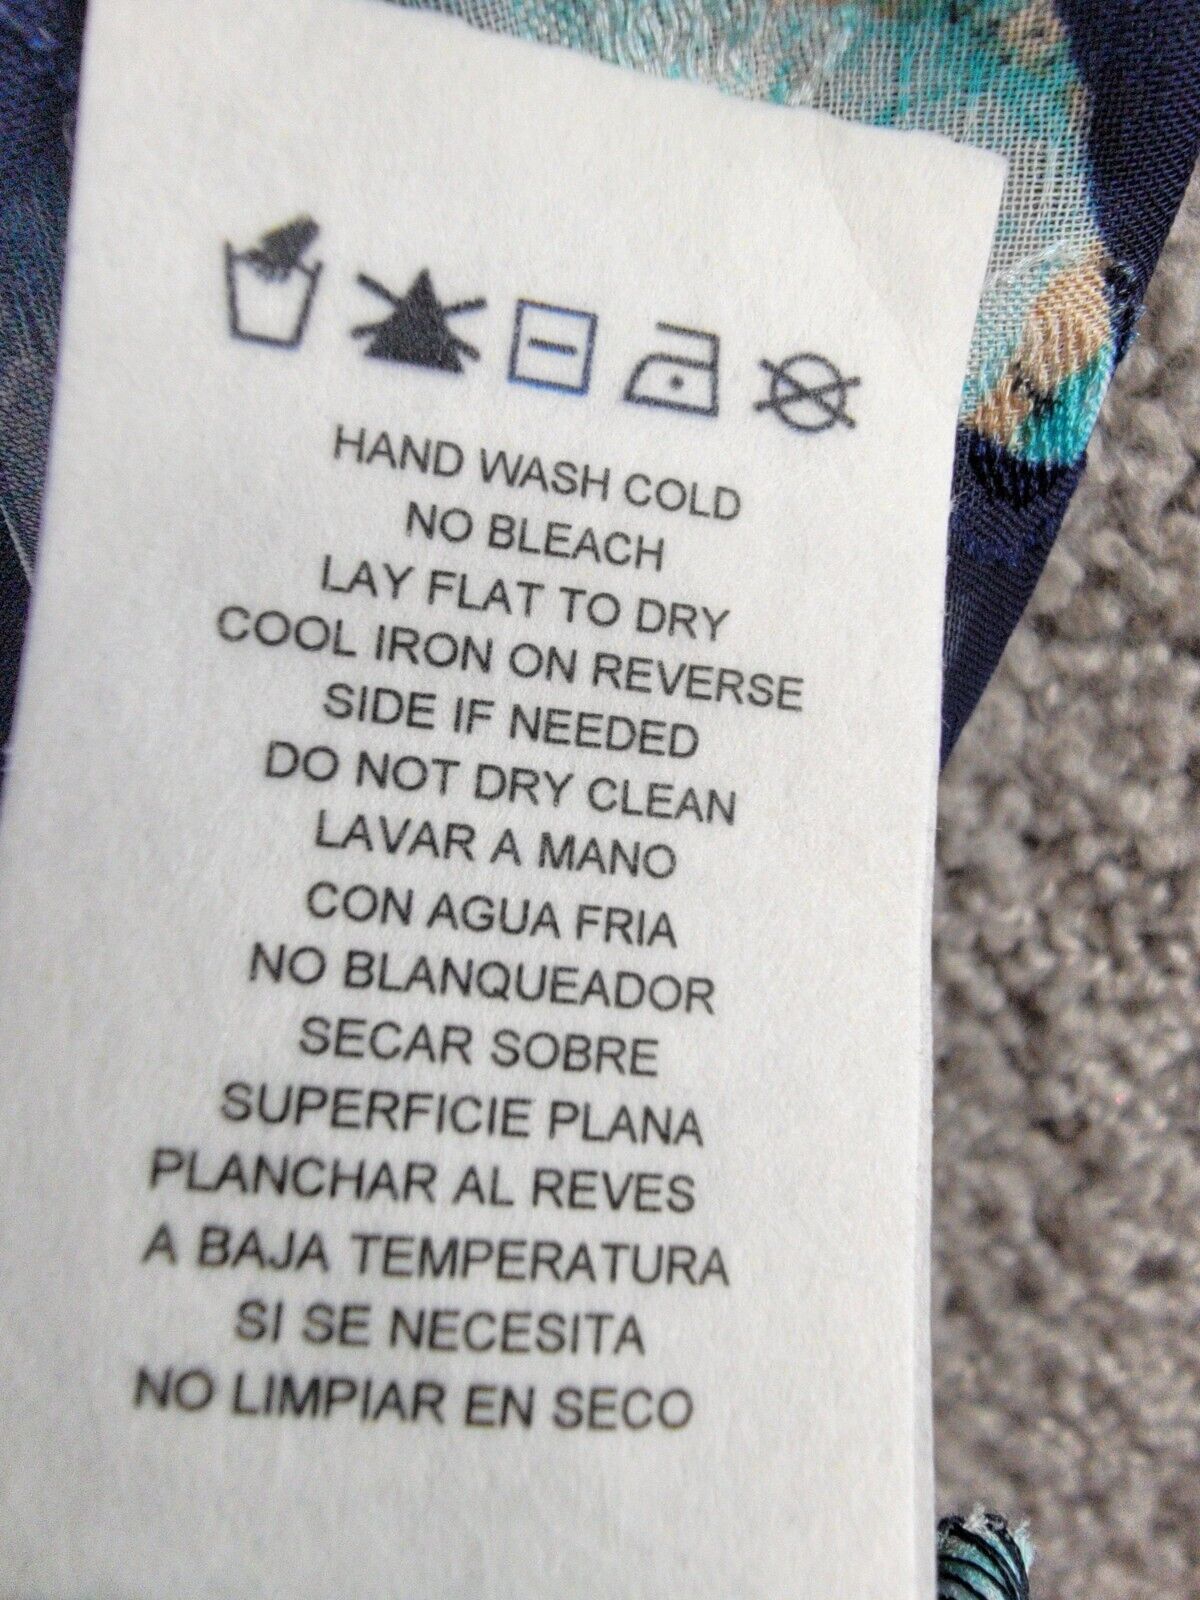 HAND WASH COLD
NO BLEACH
LAY FLAT TO DRY
COOL IRON ON REVERSE
SIDE IF NEEDED
DO NOT DRY CLEAN
LAVAR A MANO
CON AGUA FRIA
NO BLANQUEADOR
SECAR SOBRE
SUPERFICIE PLANA
PLANCHAR AL REVES
A BAJA TEMPERATURA
SI SE NECESITA
NO LIMPIAR EN SECO